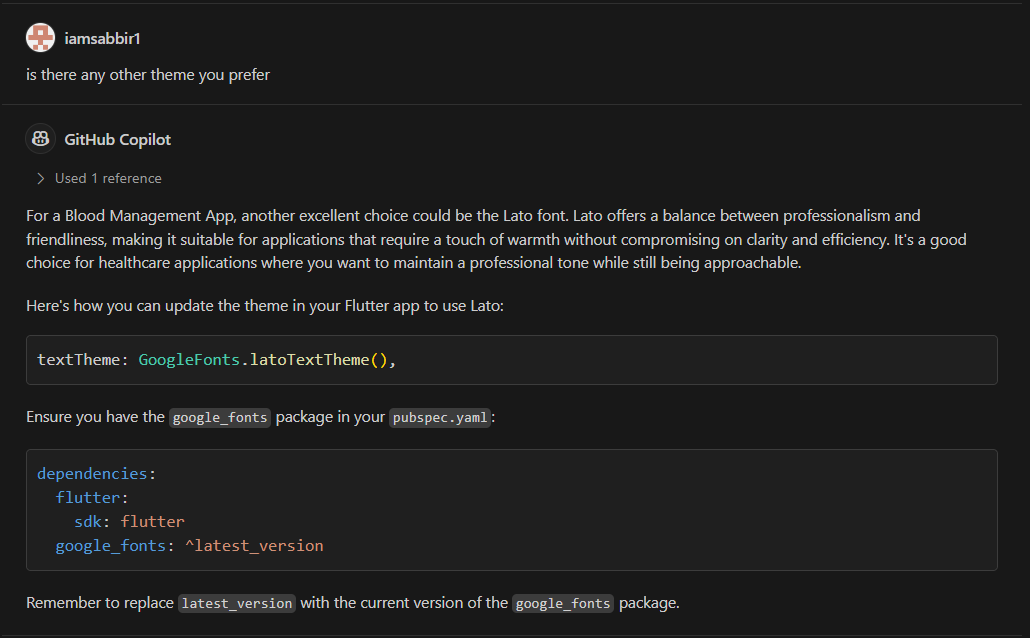 iamsabbir1
is there any other theme you prefer
GitHub Copilot
Used 1 reference
For a Blood Management App, another excellent choice could be the Lato font. Lato offers a balance between professionalism and
friendliness, making it suitable for applications that require a touch of warmth without compromising on clarity and efficiency. It's a good
choice for healthcare applications where you want to maintain a professional tone while still being approachable.
Here's how you can update the theme in your Flutter app to use Lato:
textTheme: GoogleFonts.latoTextTheme(),
Ensure you have the google_fonts package in your pubspec.yaml:
dependencies:
  flutter:
    sdk: flutter
  google_fonts: ^latest_version
Remember to replace latest_version with the current version of the google_fonts package.